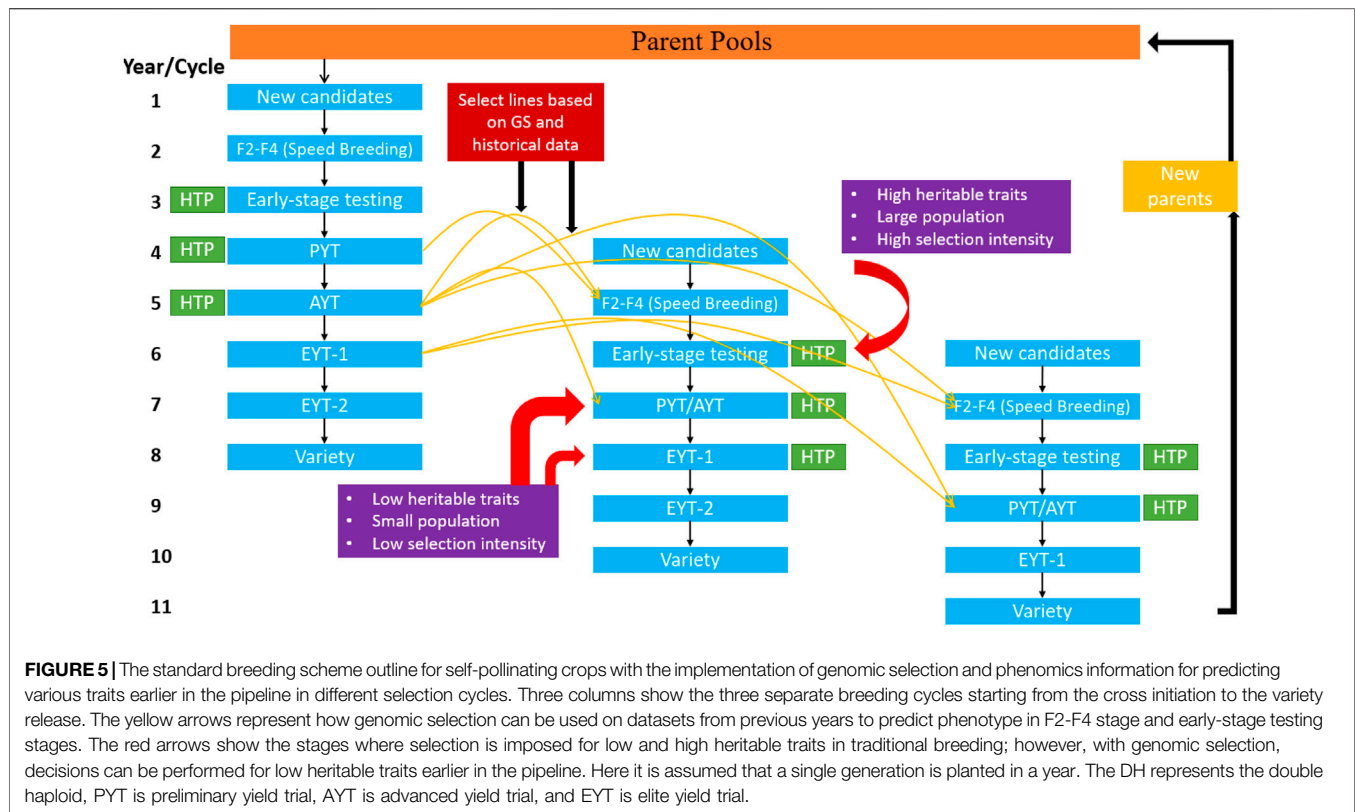 Parent Pools
Year/Cycle
1
2
3
4
5
6
7
8
9
10
11
New candidates
F2-F4 (Speed Breeding)
HTP
Early-stage testing
HTP
PYT
HTP
AYT
EYT-1
EYT-2
Variety
Select lines based
on GS and
historical data
New candidates
F2-F4 (Speed Breeding)
Early-stage testing
HTP
PYT/AYT
HTP
EYT-1
HTP
EYT-2
Variety
• Low heritable traits
• Small population
• Low selection intensity
• High heritable traits
• Large population
• High selection intensity
New candidates
F2-F4 (Speed Breeding)
Early-stage testing
HTP
PYT/AYT
HTP
EYT-1
Variety
New
parents
FIGURE 5 | The standard breeding scheme outline for self-pollinating crops with the implementation of genomic selection and phenomics information for predicting
various traits earlier in the pipeline in different selection cycles. Three columns show the three separate breeding cycles starting from the cross initiation to the variety
release. The yellow arrows represent how genomic selection can be used on datasets from previous years to predict phenotype in F2-F4 stage and early-stage testing
stages. The red arrows show the stages where selection is imposed for low and high heritable traits in traditional breeding; however, with genomic selection,
decisions can be performed for low heritable traits earlier in the pipeline. Here it is assumed that a single generation is planted in a year. The DH represents the double
haploid, PYT is preliminary yield trial, AYT is advanced yield trial, and EYT is elite yield trial.